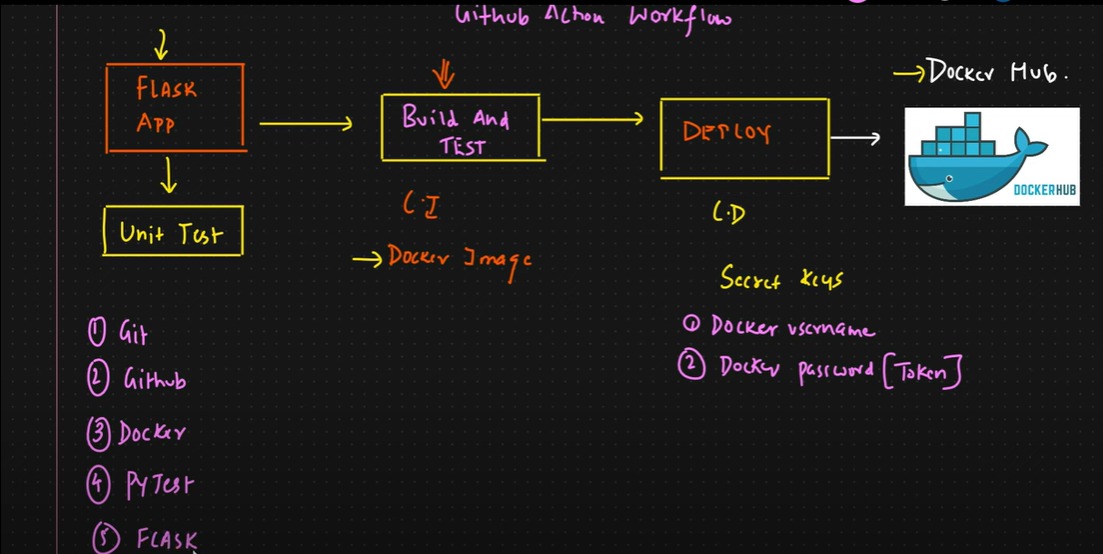 Github Action Workflow
FLASK
APP
Unit Test
Build And
TEST
C.I
→ Docker Image
DEPLOY
C.D
→ Docker Hub.
DOCKERHUB
Secret Keys
① Docker username
② Docker password [Token]
① Git
② Github
③ Docker
④ PyTest
⑤ FLASK